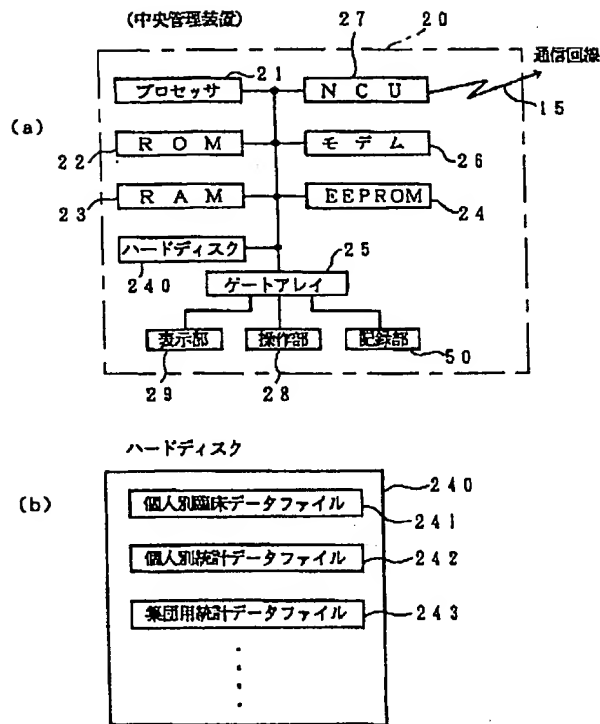 (中央管理装置)
27
20
通信回線
21
プロセッサ
NCU
15
(a)
ROM
モデム
22
26
RAM
EEPROM
23
24
ハードディスク
25
240
ゲートアレイ
表示部
操作部
記録部
29
28
50
ハードディスク
(b)
240
個人別臨床データファイル
241
個人別統計データファイル
242
集団用統計データファイル
243